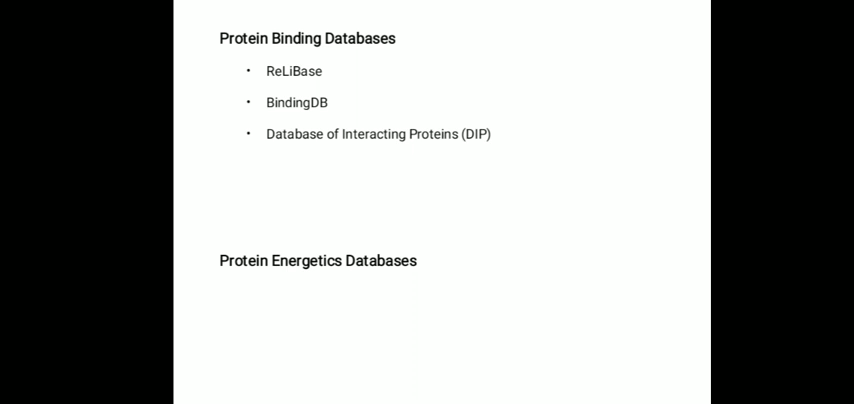 Protein Binding Databases
• ReLiBase
• BindingDB
• Database of Interacting Proteins (DIP)
Protein Energetics Databases